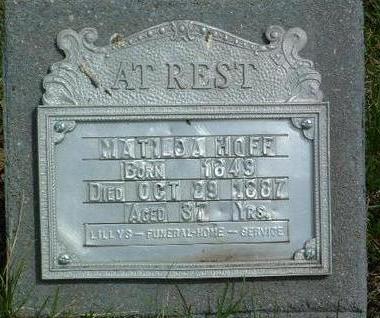 AT REST
MATILDA HOFF
BORN 1849
DIED OCT 29 1887
AGED 37 YRS.
LILLYS — FUNERAL-HOME — SERVICE